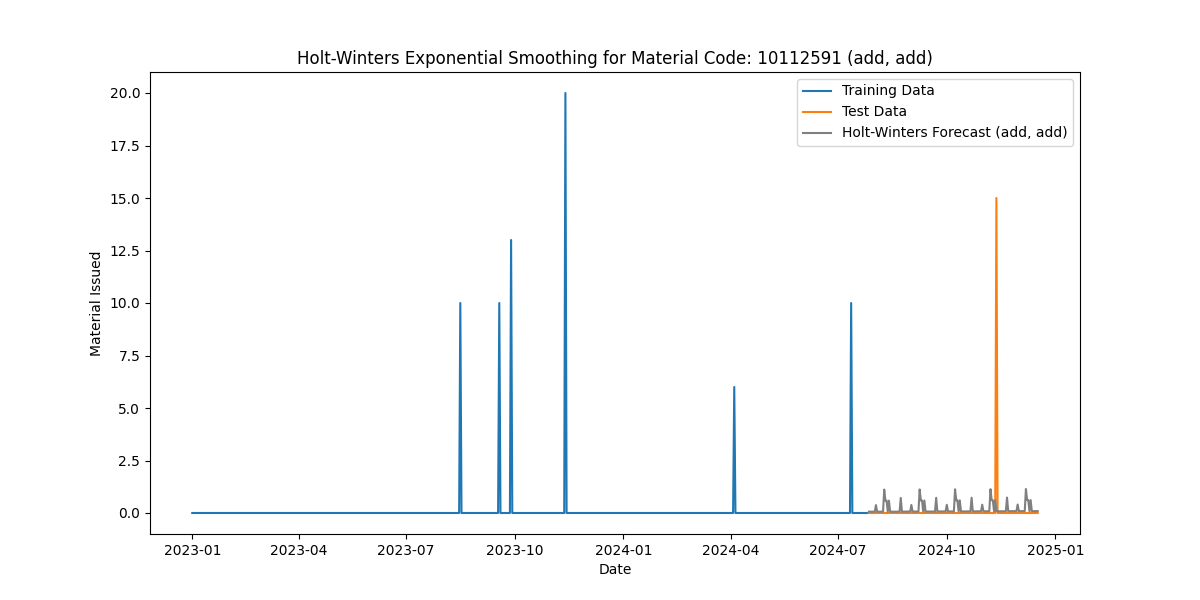 Holt-Winters Exponential Smoothing for Material Code: 10112591 (add, add)
Training Data
Test Data
Holt-Winters Forecast (add, add)
Material Issued
20.0
17.5
15.0
12.5
10.0
7.5
5.0
2.5
0.0
2023-01 2023-04 2023-07 2023-10 2024-01 2024-04 2024-07 2024-10 2025-01
Date